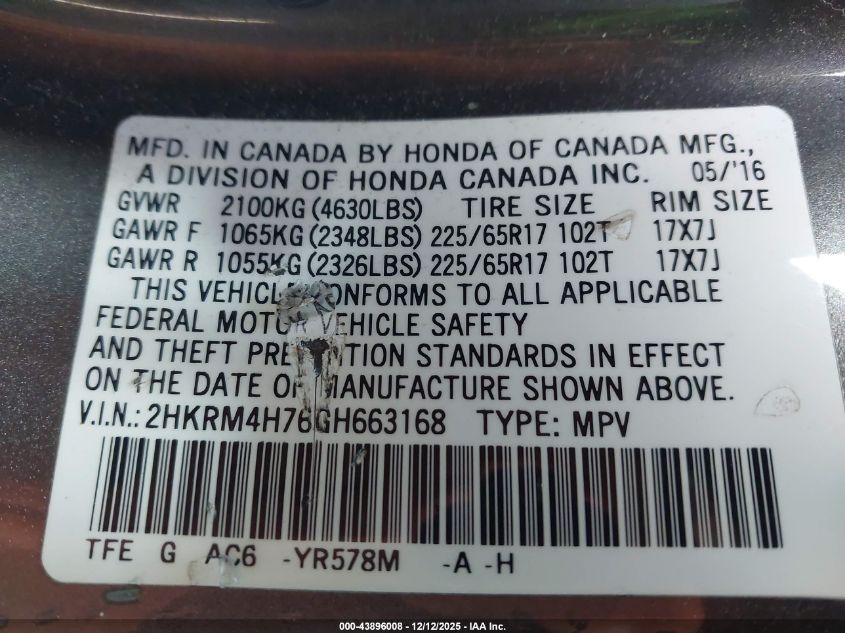 MFD. IN CANADA BY HONDA OF CANADA MFG.,
A DIVISION OF HONDA CANADA INC. 05/'16
GVWR 2100KG (4630LBS) TIRE SIZE RIM SIZE
GAWR F 1065KG (2348LBS) 225/65R17 102T 17X7J
GAWR R 1055KG (2326LBS) 225/65R17 102T 17X7J
THIS VEHICLE CONFORMS TO ALL APPLICABLE
FEDERAL MOTOR VEHICLE SAFETY
AND THEFT PREVENTION STANDARDS IN EFFECT
ON THE DATE OF MANUFACTURE SHOWN ABOVE.
V.I.N.: 2HKRM4H76GH663168 TYPE: MPV
TFE G AC6 -YR578M -A -H
000-43896008 - 12/12/2025 - IAA Inc.